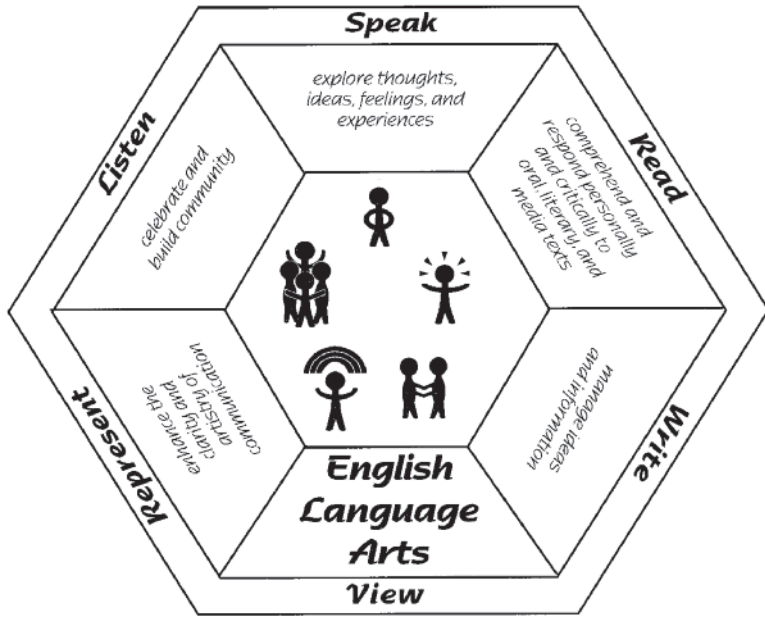 Speak
explore thoughts,
ideas, feelings, and
experiences
Listen
celebrate and
build community
Read
comprehend and
respond personally
and critically to
oral, literary, and
media texts
Represent
enhance the
clarity and
artistry of
communication
Write
manage ideas
and information
English
Language
Arts
View